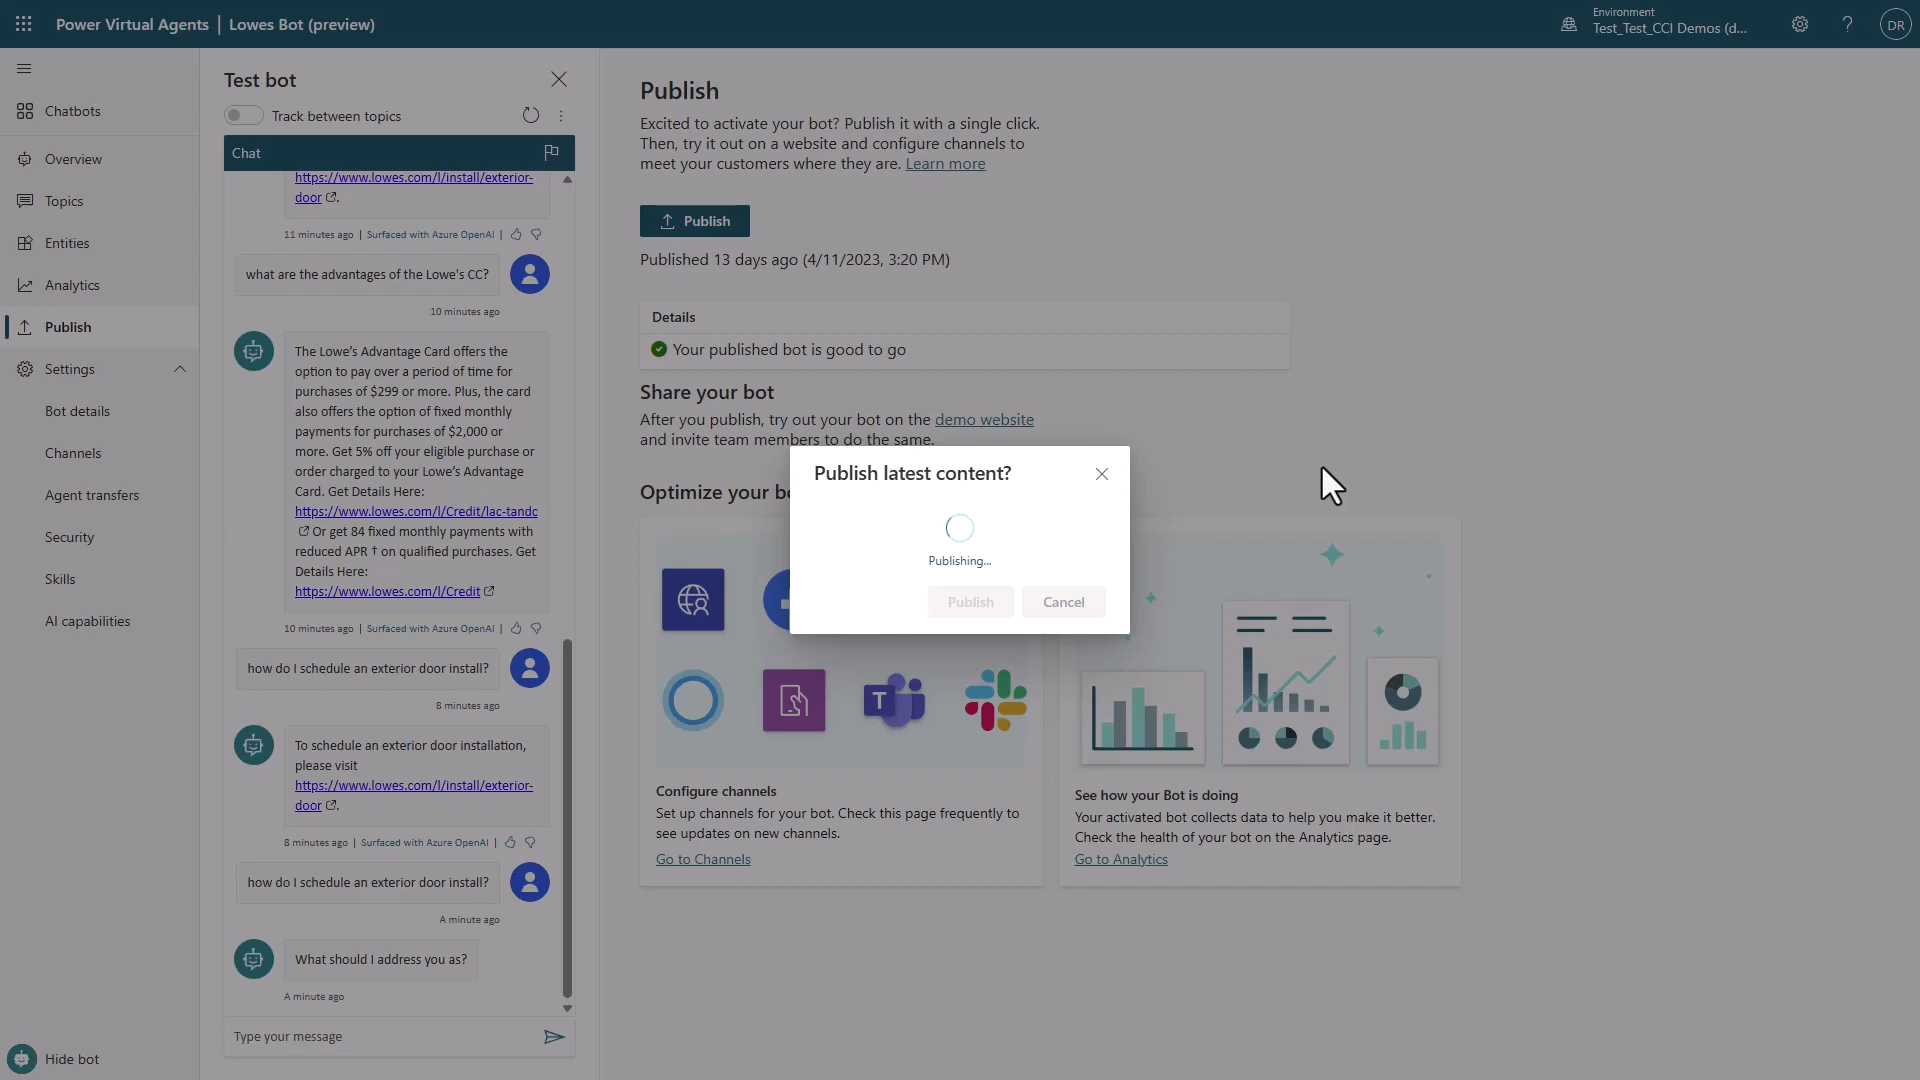 Power Virtual Agents | Lowes Bot (preview)
Environment
Test_Test_CCI Demos (d...
?
DR
Chatbots
Overview
Topics
Entities
Analytics
Publish
Settings
Bot details
Channels
Agent transfers
Security
Skills
AI capabilities
Hide bot
Test bot
Track between topics
Chat
https://www.lowes.com/l/install/exterior-
door .
11 minutes ago | Surfaced with Azure OpenAI |
what are the advantages of the Lowe's CC?
10 minutes ago
The Lowe’s Advantage Card offers the
option to pay over a period of time for
purchases of $299 or more. Plus, the card
also offers the option of fixed monthly
payments for purchases of $2,000 or
more. Get 5% off your eligible purchase or
order charged to your Lowe’s Advantage
Card. Get Details Here:
https://www.lowes.com/l/Credit/lac-tandc
Or get 84 fixed monthly payments with
reduced APR † on qualified purchases. Get
Details Here:
https://www.lowes.com/l/Credit
10 minutes ago | Surfaced with Azure OpenAI |
how do I schedule an exterior door install?
8 minutes ago
To schedule an exterior door installation,
please visit
https://www.lowes.com/l/install/exterior-
door .
8 minutes ago | Surfaced with Azure OpenAI |
how do I schedule an exterior door install?
A minute ago
What should I address you as?
A minute ago
Type your message
Publish
Excited to activate your bot? Publish it with a single click.
Then, try it out on a website and configure channels to
meet your customers where they are. Learn more
Publish
Published 13 days ago (4/11/2023, 3:20 PM)
Details
Your published bot is good to go
Share your bot
After you publish, try out your bot on the demo website
and invite team members to do the same.
Optimize your
Publish latest content?
Publishing...
Publish
Cancel
T
Configure channels
Set up channels for your bot. Check this page frequently to
see updates on new channels.
Go to Channels
See how your Bot is doing
Your activated bot collects data to help you make it better.
Check the health of your bot on the Analytics page.
Go to Analytics